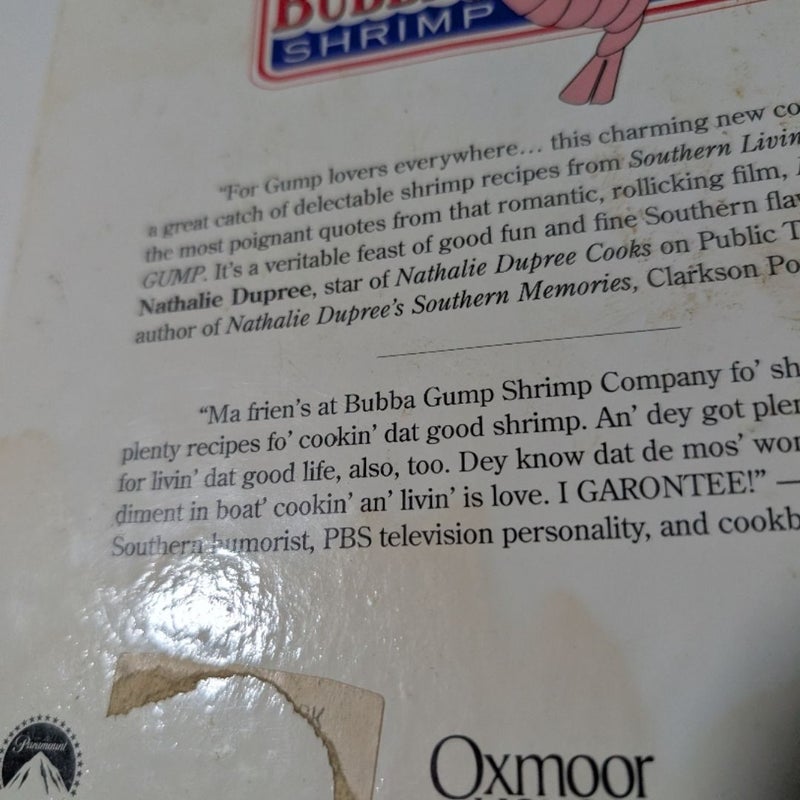 BUBBA
SHRIMP
“For Gump lovers everywhere… this charming new co
a great catch of delectable shrimp recipes from Southern Livin
the most poignant quotes from that romantic, rollicking film,
GUMP. It’s a veritable feast of good fun and fine Southern fla
Nathalie Dupree, star of Nathalie Dupree Cooks on Public T
author of Nathalie Dupree’s Southern Memories, Clarkson Po
“Ma frien’s at Bubba Gump Shrimp Company fo’ sh
plenty recipes fo’ cookin’ dat good shrimp. An’ dey got plen
for livin’ dat good life, also, too. Dey know dat de mos’ won
diment in boat’ cookin’ an’ livin’ is love. I GARONTEE!” —
Southern humorist, PBS television personality, and cookb
Paramount
Oxmoor